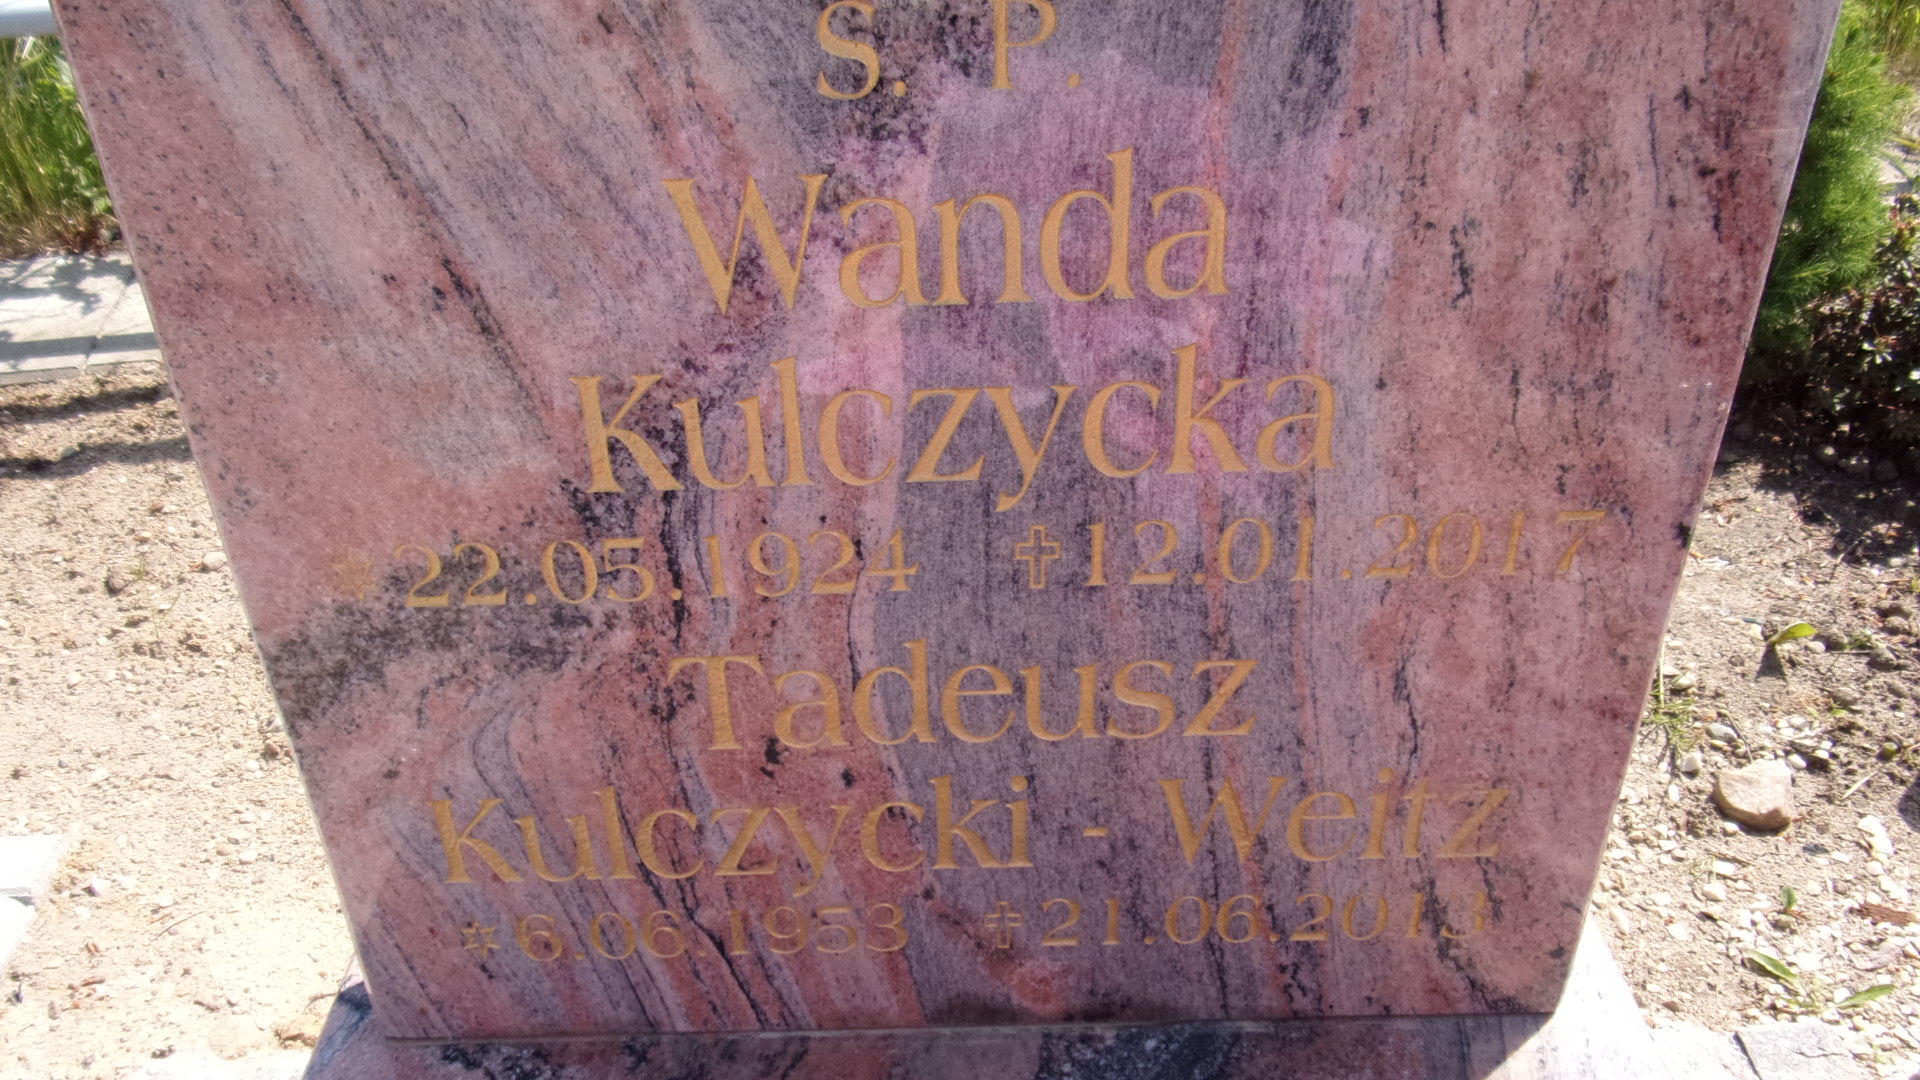 Ś. P.
Wanda
Kulczycka
✡ 22.05.1924 ✝ 12.01.2017
Tadeusz
Kulczycki - Weitz
✡ 6.06.1953 ✝ 21.06.2013